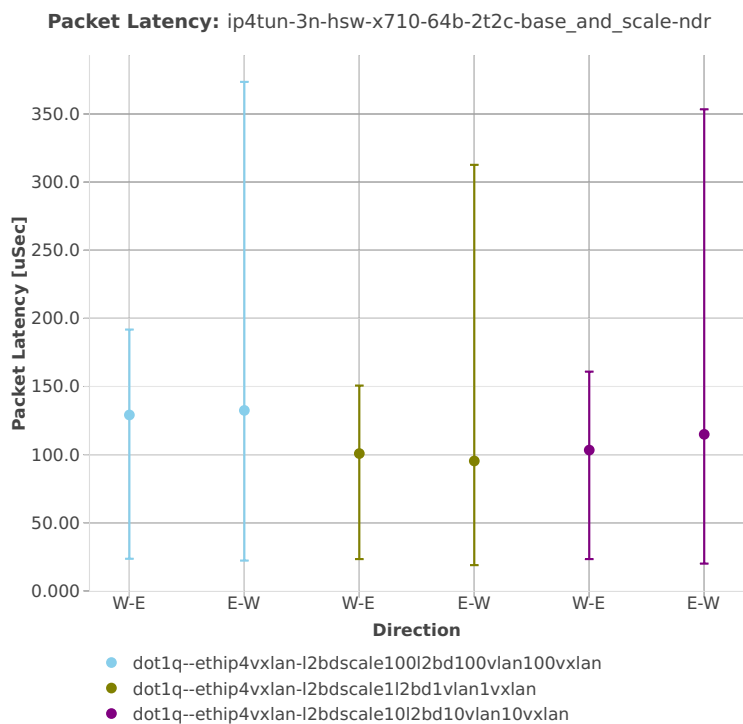 Packet Latency: ip4tun-3n-hsw-x710-64b-2t2c-base_and_scale-ndr
Packet Latency [uSec]
350.0
300.0
250.0
200.0
150.0
100.0
50.00
0.000
W-E E-W W-E E-W W-E E-W
Direction
dot1q--ethip4vxlan-l2bdscale100l2bd100vlan100vxlan
dot1q--ethip4vxlan-l2bdscale1l2bd1vlan1vxlan
dot1q--ethip4vxlan-l2bdscale10l2bd10vlan10vxlan